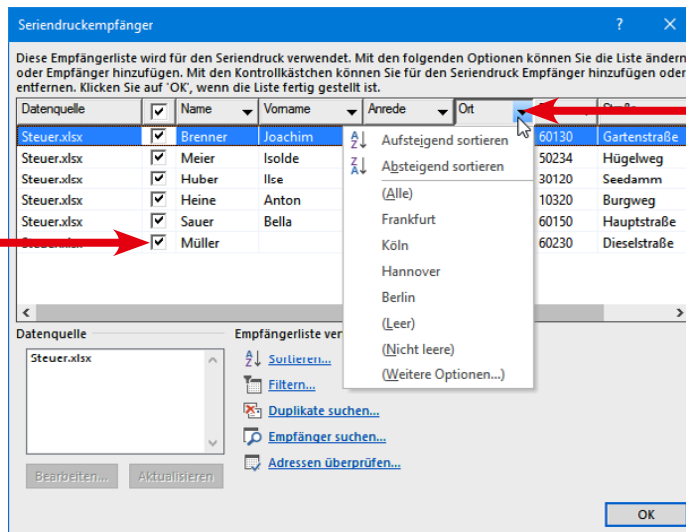 Seriendruckempfänger
Diese Empfängerliste wird für den Seriendruck verwendet. Mit den folgenden Optionen können Sie die Liste ändern
oder Empfänger hinzufügen. Mit den Kontrollkästchen können Sie für den Seriendruck Empfänger hinzufügen oder
entfernen. Klicken Sie auf 'OK', wenn die Liste fertig gestellt ist.
Datenquelle Name Vorname Anrede Ort Straße
Steuer.xlsx Brenner Joachim 60130 Gartenstraße
Steuer.xlsx Meier Isolde 50234 Hügelweg
Steuer.xlsx Huber Ilse 30120 Seedamm
Steuer.xlsx Heine Anton 10320 Burgweg
Steuer.xlsx Sauer Bella 60150 Hauptstraße
Müller 60230 Dieselstraße
Aufsteigend sortieren
Absteigend sortieren
(Alle)
Frankfurt
Köln
Hannover
Berlin
(Leer)
(Nicht leere)
(Weitere Optionen...)
Datenquelle
Steuer.xlsx
Bearbeiten... Aktualisieren
Empfängerliste ver
Sortieren...
Filtern...
Duplikate suchen...
Empfänger suchen...
Adressen überprüfen...
OK